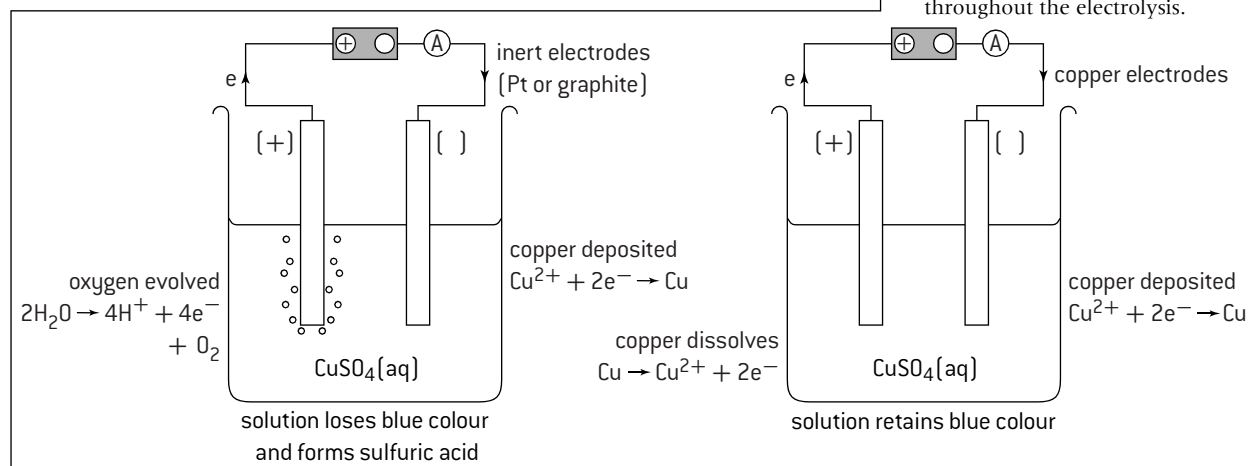 throughout the electrolysis.
+
A
e
inert electrodes
(Pt or graphite)
(+)
( )
oxygen evolved
2H₂O → 4H⁺ + 4e⁻
+ O₂
copper deposited
Cu²⁺ + 2e⁻ → Cu
CuSO₄(aq)
solution loses blue colour
and forms sulfuric acid
+
A
e
copper electrodes
(+)
( )
copper dissolves
Cu → Cu²⁺ + 2e⁻
copper deposited
Cu²⁺ + 2e⁻ → Cu
CuSO₄(aq)
solution retains blue colour